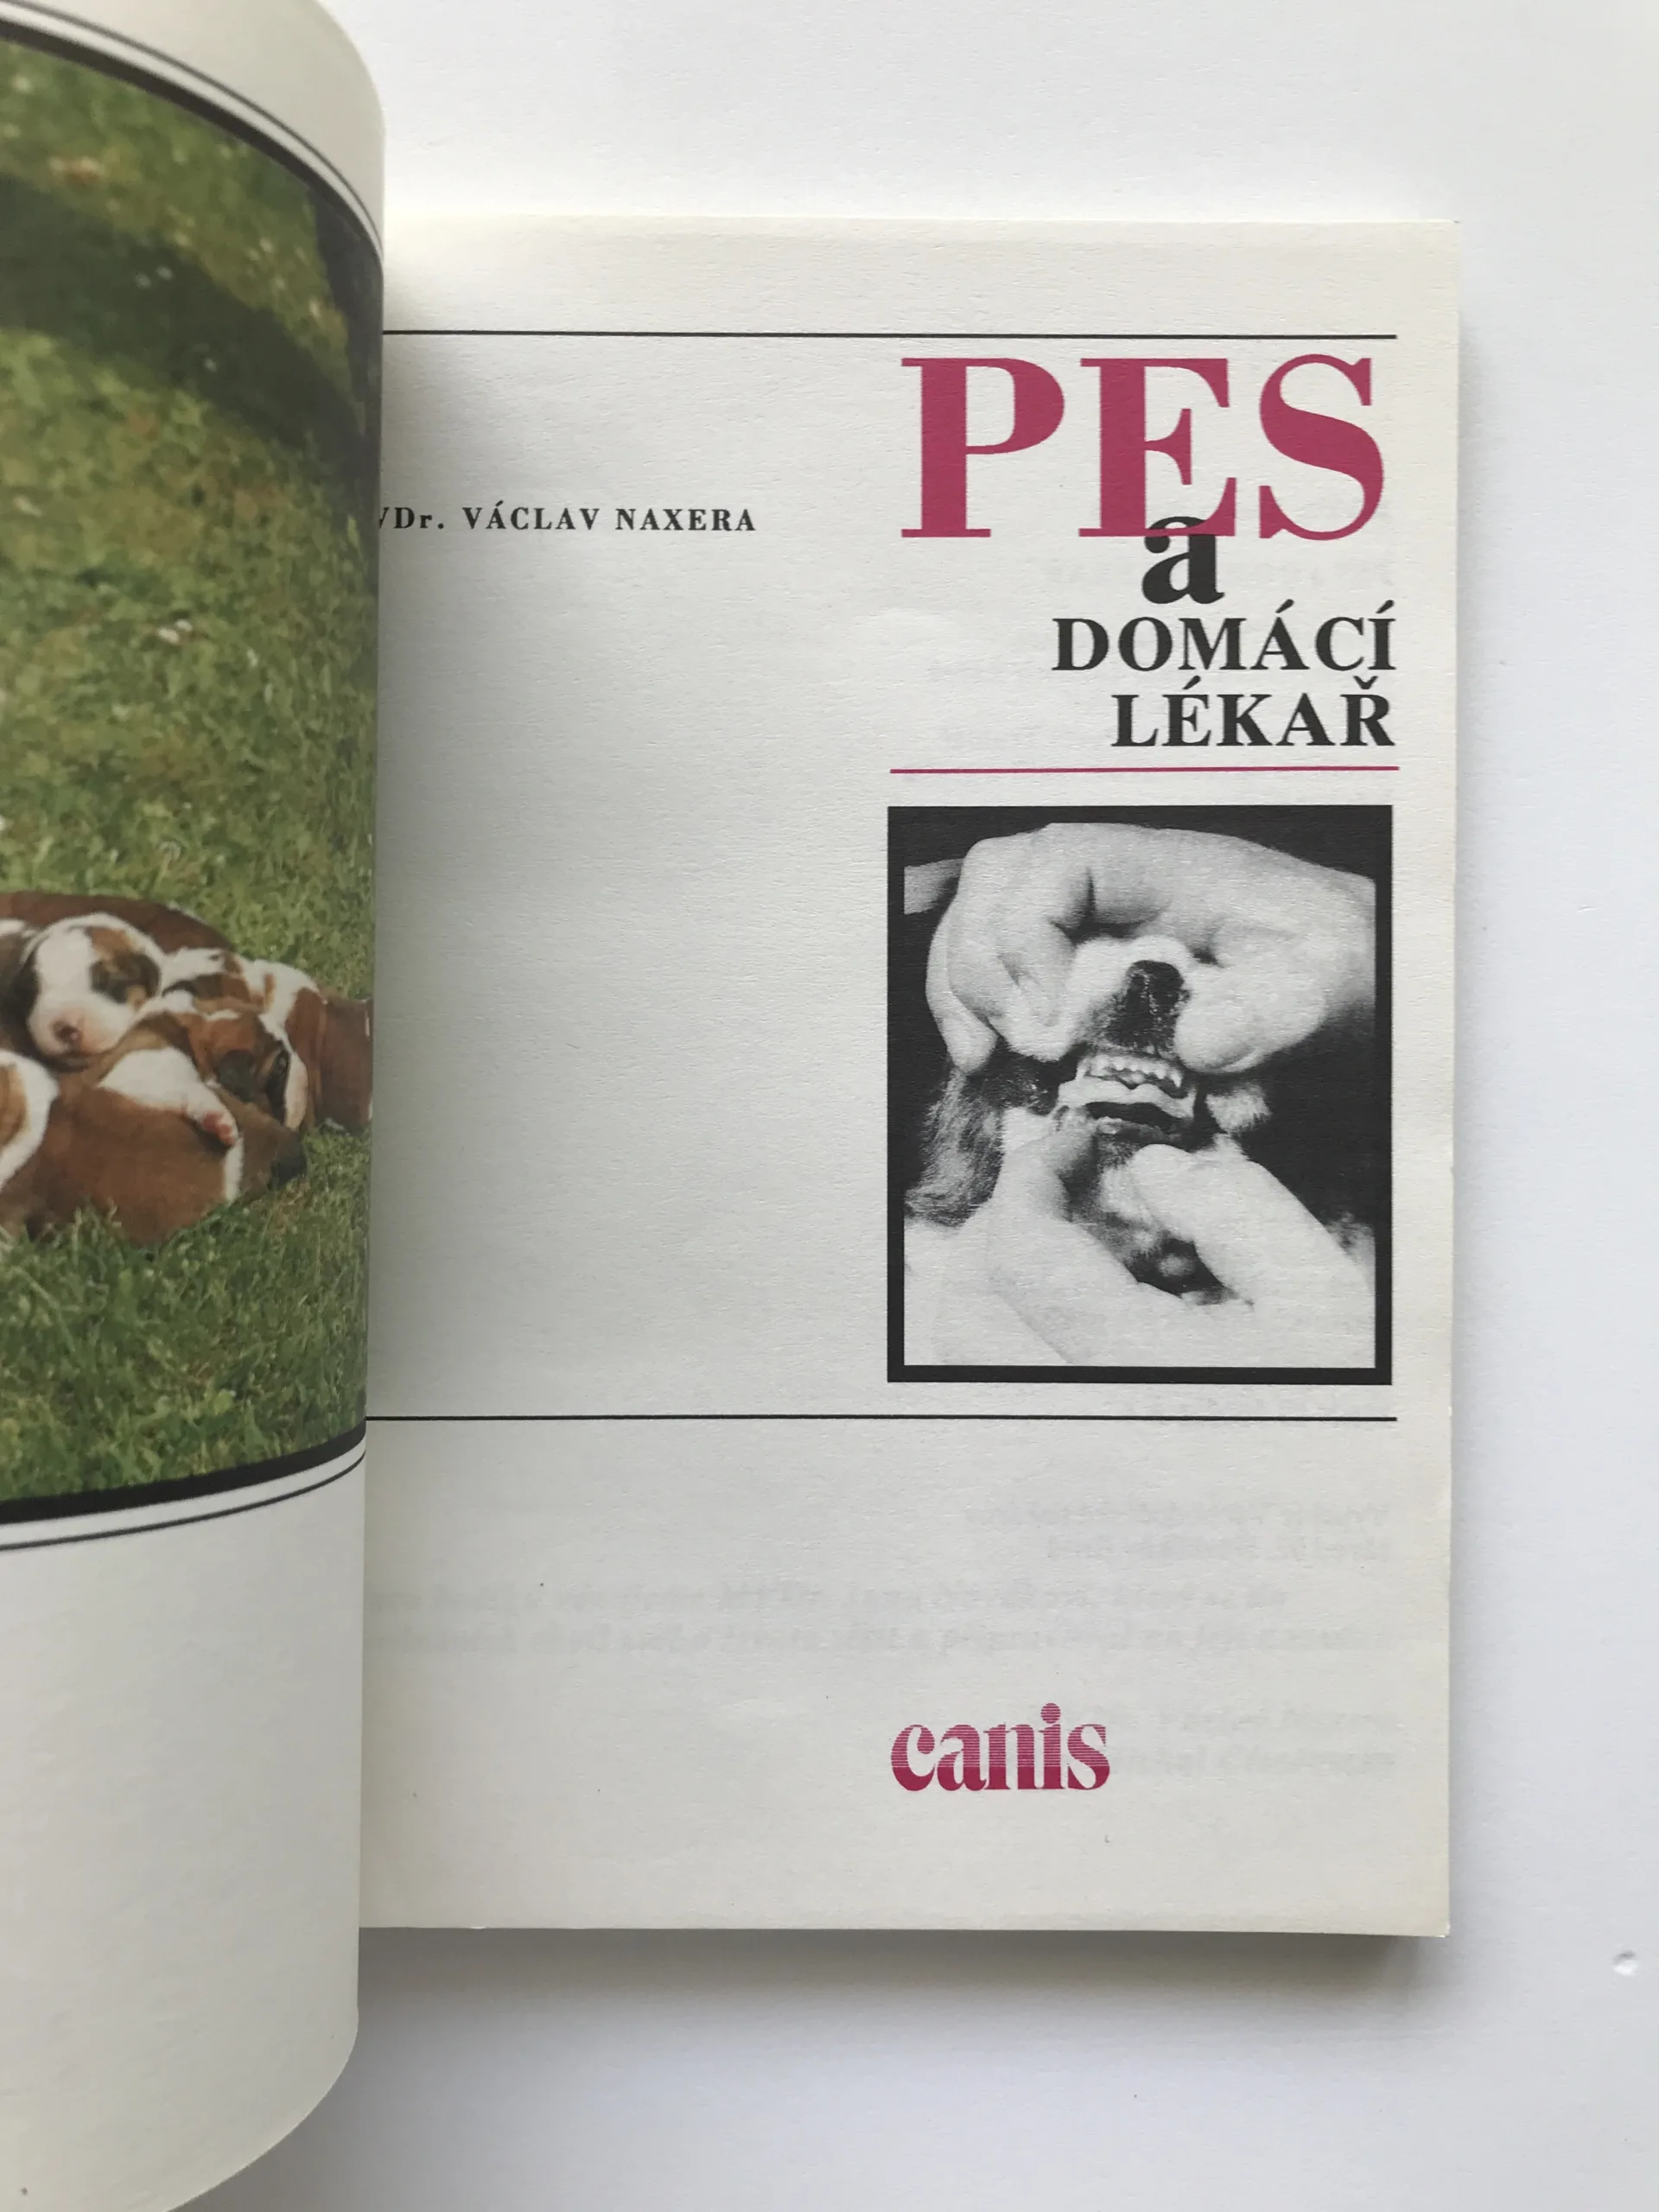 VDr. VÁCLAV NAXERA
PES
a
DOMÁCÍ
LÉKAŘ
canis